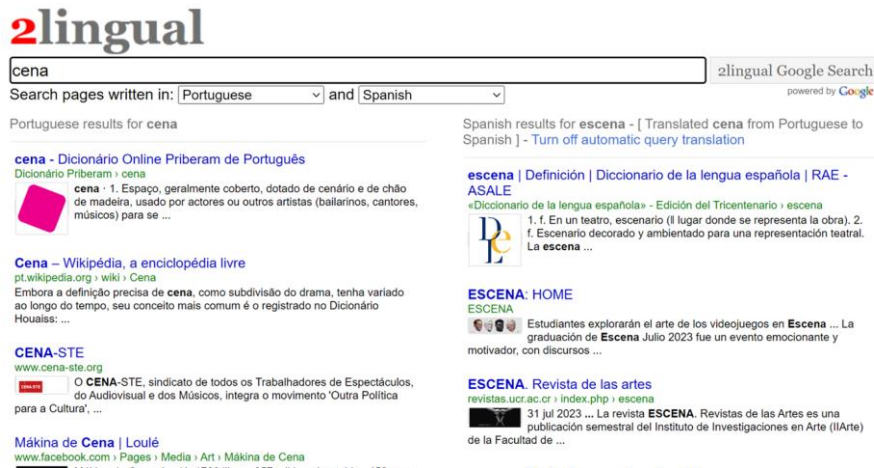 2lingual
cena
2lingual Google Search
Search pages written in: Portuguese and Spanish
powered by Google
Portuguese results for cena
cena - Dicionário Online Priberam de Português
Dicionário Priberam › cena
cena · 1. Espaço, geralmente coberto, dotado de cenário e de chão
de madeira, usado por actores ou outros artistas (bailarinos, cantores,
músicos) para se ...
Cena – Wikipédia, a enciclopédia livre
pt.wikipedia.org › wiki › Cena
Embora a definição precisa de cena, como subdivisão do drama, tenha variado
ao longo do tempo, seu conceito mais comum é o registrado no Dicionário
Houaiss: ...
CENA-STE
www.cena-ste.org
O CENA-STE, sindicato de todos os Trabalhadores de Espectáculos,
do Audiovisual e dos Músicos, integra o movimento 'Outra Política
para a Cultura', ...
Mákina de Cena | Loulé
www.facebook.com › Pages › Media › Art › Mákina de Cena
Spanish results for escena - [ Translated cena from Portuguese to
Spanish ] - Turn off automatic query translation
escena | Definición | Diccionario de la lengua española | RAE -
ASALE
«Diccionario de la lengua española» - Edición del Tricentenario › escena
1. f. En un teatro, escenario (ǁ lugar donde se representa la obra). 2.
f. Escenario decorado y ambientado para una representación teatral.
La escena ...
ESCENA: HOME
ESCENA
Estudiantes explorarán el arte de los videojuegos en Escena ... La
graduación de Escena Julio 2023 fue un evento emocionante y
motivador, con discursos ...
ESCENA. Revista de las artes
revistas.ucr.ac.cr › index.php › escena
31 jul 2023 ... La revista ESCENA. Revistas de las Artes es una
publicación semestral del Instituto de Investigaciones en Arte (IIArte)
de la Facultad de ...